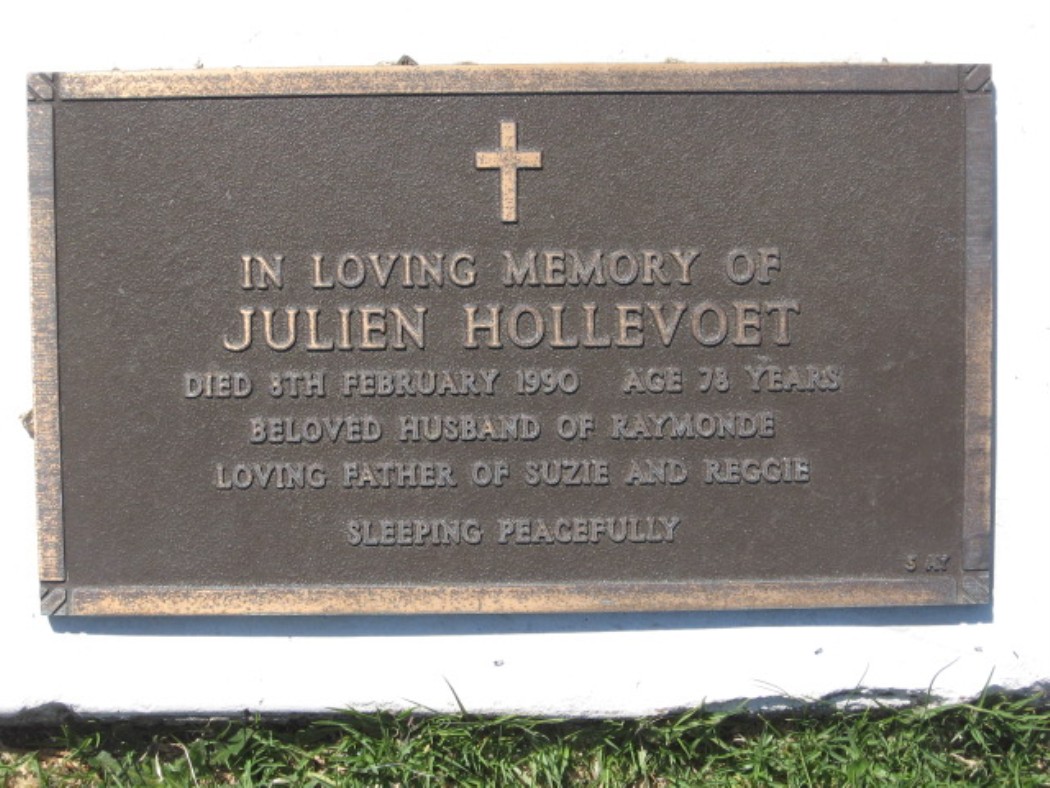 IN LOVING MEMORY OF
JULIEN HOLLEVOET
DIED 8TH FEBRUARY 1990 AGE 78 YEARS
BELOVED HUSBAND OF RAYMONDE
LOVING FATHER OF SUZIE AND REGGIE
SLEEPING PEACEFULLY